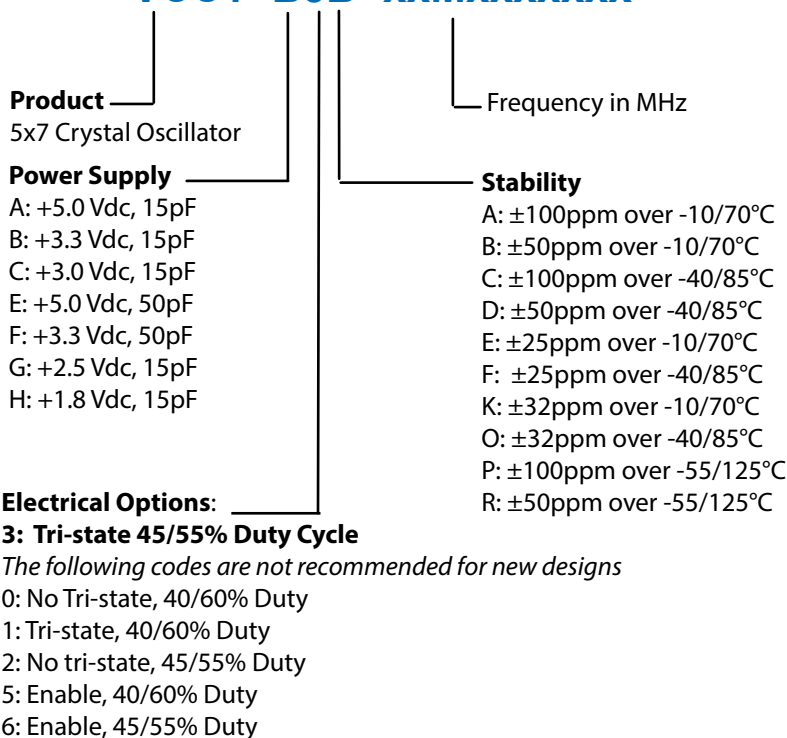 Product
5x7 Crystal Oscillator
Frequency in MHz
Power Supply
A: +5.0 Vdc, 15pF
B: +3.3 Vdc, 15pF
C: +3.0 Vdc, 15pF
E: +5.0 Vdc, 50pF
F: +3.3 Vdc, 50pF
G: +2.5 Vdc, 15pF
H: +1.8 Vdc, 15pF
Stability
A: ±100ppm over -10/70°C
B: ±50ppm over -10/70°C
C: ±100ppm over -40/85°C
D: ±50ppm over -40/85°C
E: ±25ppm over -10/70°C
F: ±25ppm over -40/85°C
K: ±32ppm over -10/70°C
O: ±32ppm over -40/85°C
P: ±100ppm over -55/125°C
R: ±50ppm over -55/125°C
Electrical Options:
3: Tri-state 45/55% Duty Cycle
The following codes are not recommended for new designs
0: No Tri-state, 40/60% Duty
1: Tri-state, 40/60% Duty
2: No tri-state, 45/55% Duty
5: Enable, 40/60% Duty
6: Enable, 45/55% Duty